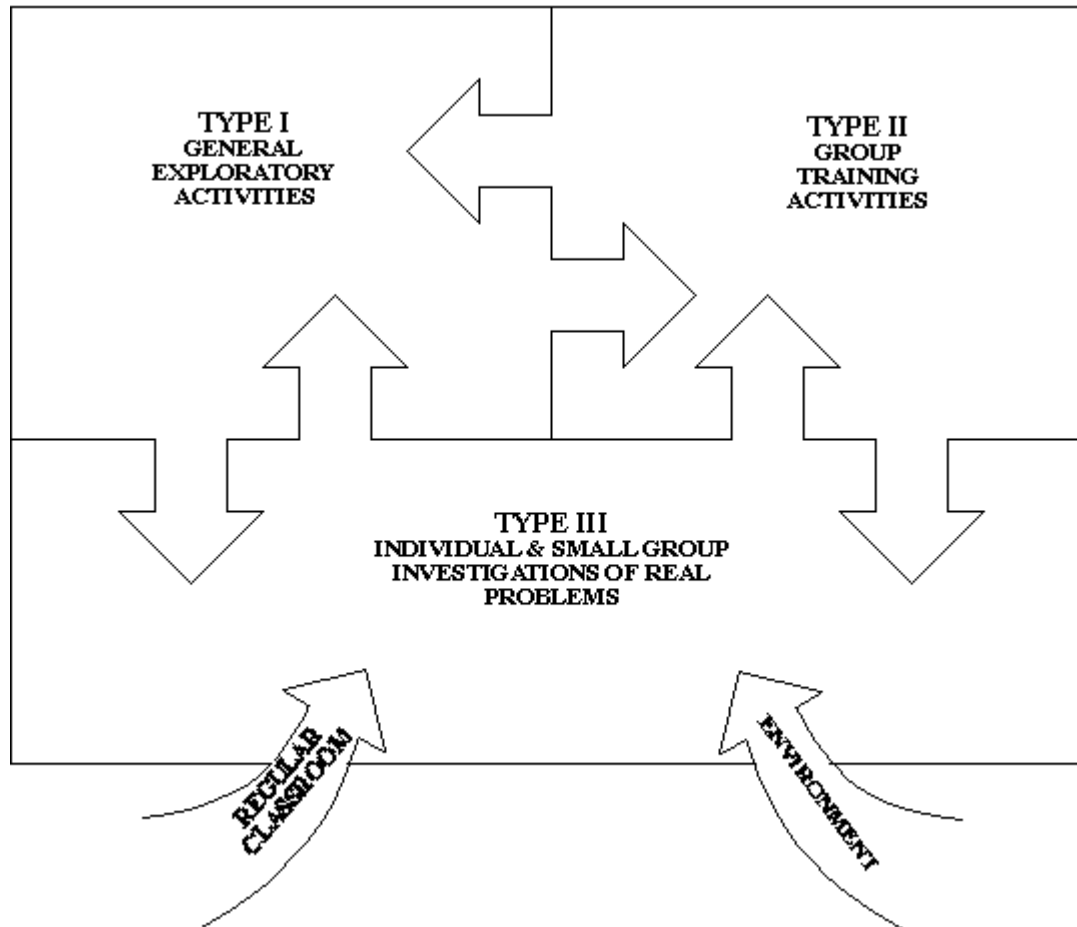 TYPE I
GENERAL
EXPLORATORY
ACTIVITIES
TYPE II
GROUP
TRAINING
ACTIVITIES
TYPE III
INDIVIDUAL & SMALL GROUP
INVESTIGATIONS OF REAL
PROBLEMS
REGULAR
CLASSROOM
ENVIRONMENT